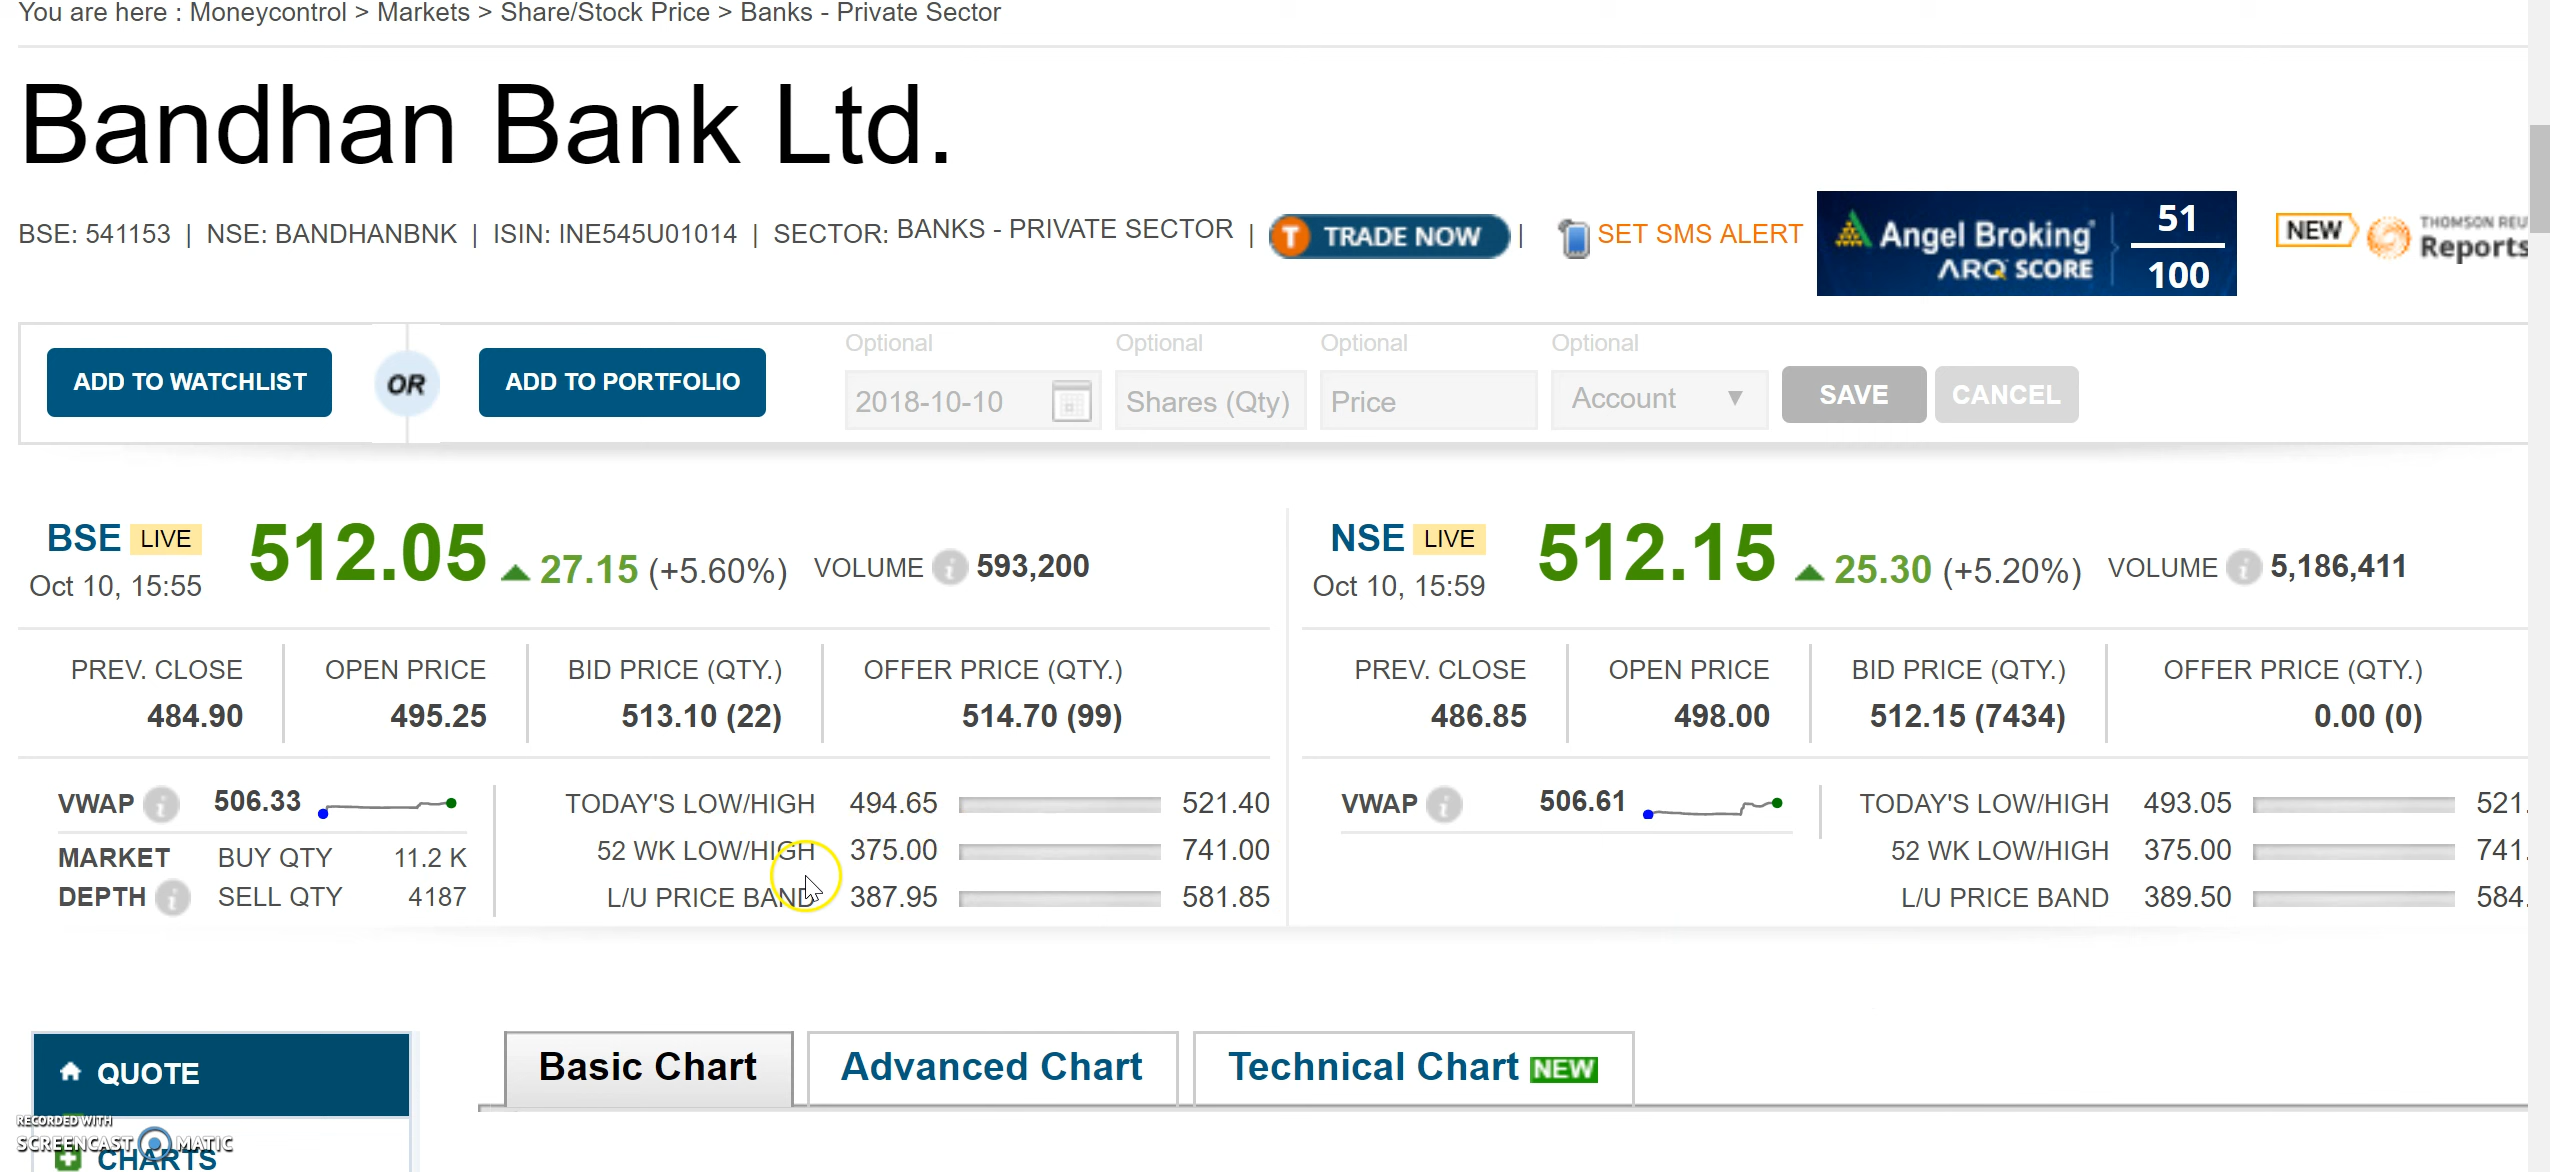 You are here : Moneycontrol > Markets > Share/Stock Price > Banks - Private Sector
Bandhan Bank Ltd.
BSE: 541153 | NSE: BANDHANBNK | ISIN: INE545U01014 | SECTOR: BANKS - PRIVATE SECTOR | T TRADE NOW | SET SMS ALERT
Angel Broking ARQ SCORE 51 100
NEW THOMSON REU
Reports
ADD TO WATCHLIST OR ADD TO PORTFOLIO
Optional Optional Optional Optional
2018-10-10 Shares (Qty) Price Account SAVE CANCEL
BSE LIVE 512.05 27.15 (+5.60%) VOLUME 593,200
Oct 10, 15:55
PREV. CLOSE OPEN PRICE BID PRICE (QTY.) OFFER PRICE (QTY.)
484.90 495.25 513.10 (22) 514.70 (99)
VWAP 506.33
MARKET BUY QTY 11.2 K
DEPTH SELL QTY 4187
TODAY'S LOW/HIGH 494.65 521.40
52 WK LOW/HIGH 375.00 741.00
L/U PRICE BAND 387.95 581.85
NSE LIVE 512.15 25.30 (+5.20%) VOLUME 5,186,411
Oct 10, 15:59
PREV. CLOSE OPEN PRICE BID PRICE (QTY.) OFFER PRICE (QTY.)
486.85 498.00 512.15 (7434) 0.00 (0)
VWAP 506.61
TODAY'S LOW/HIGH 493.05 521.
52 WK LOW/HIGH 375.00 741.
L/U PRICE BAND 389.50 584.
QUOTE
CHARTS
Basic Chart Advanced Chart Technical Chart NEW
RECORDED WITH
SCREENCAST MATIC